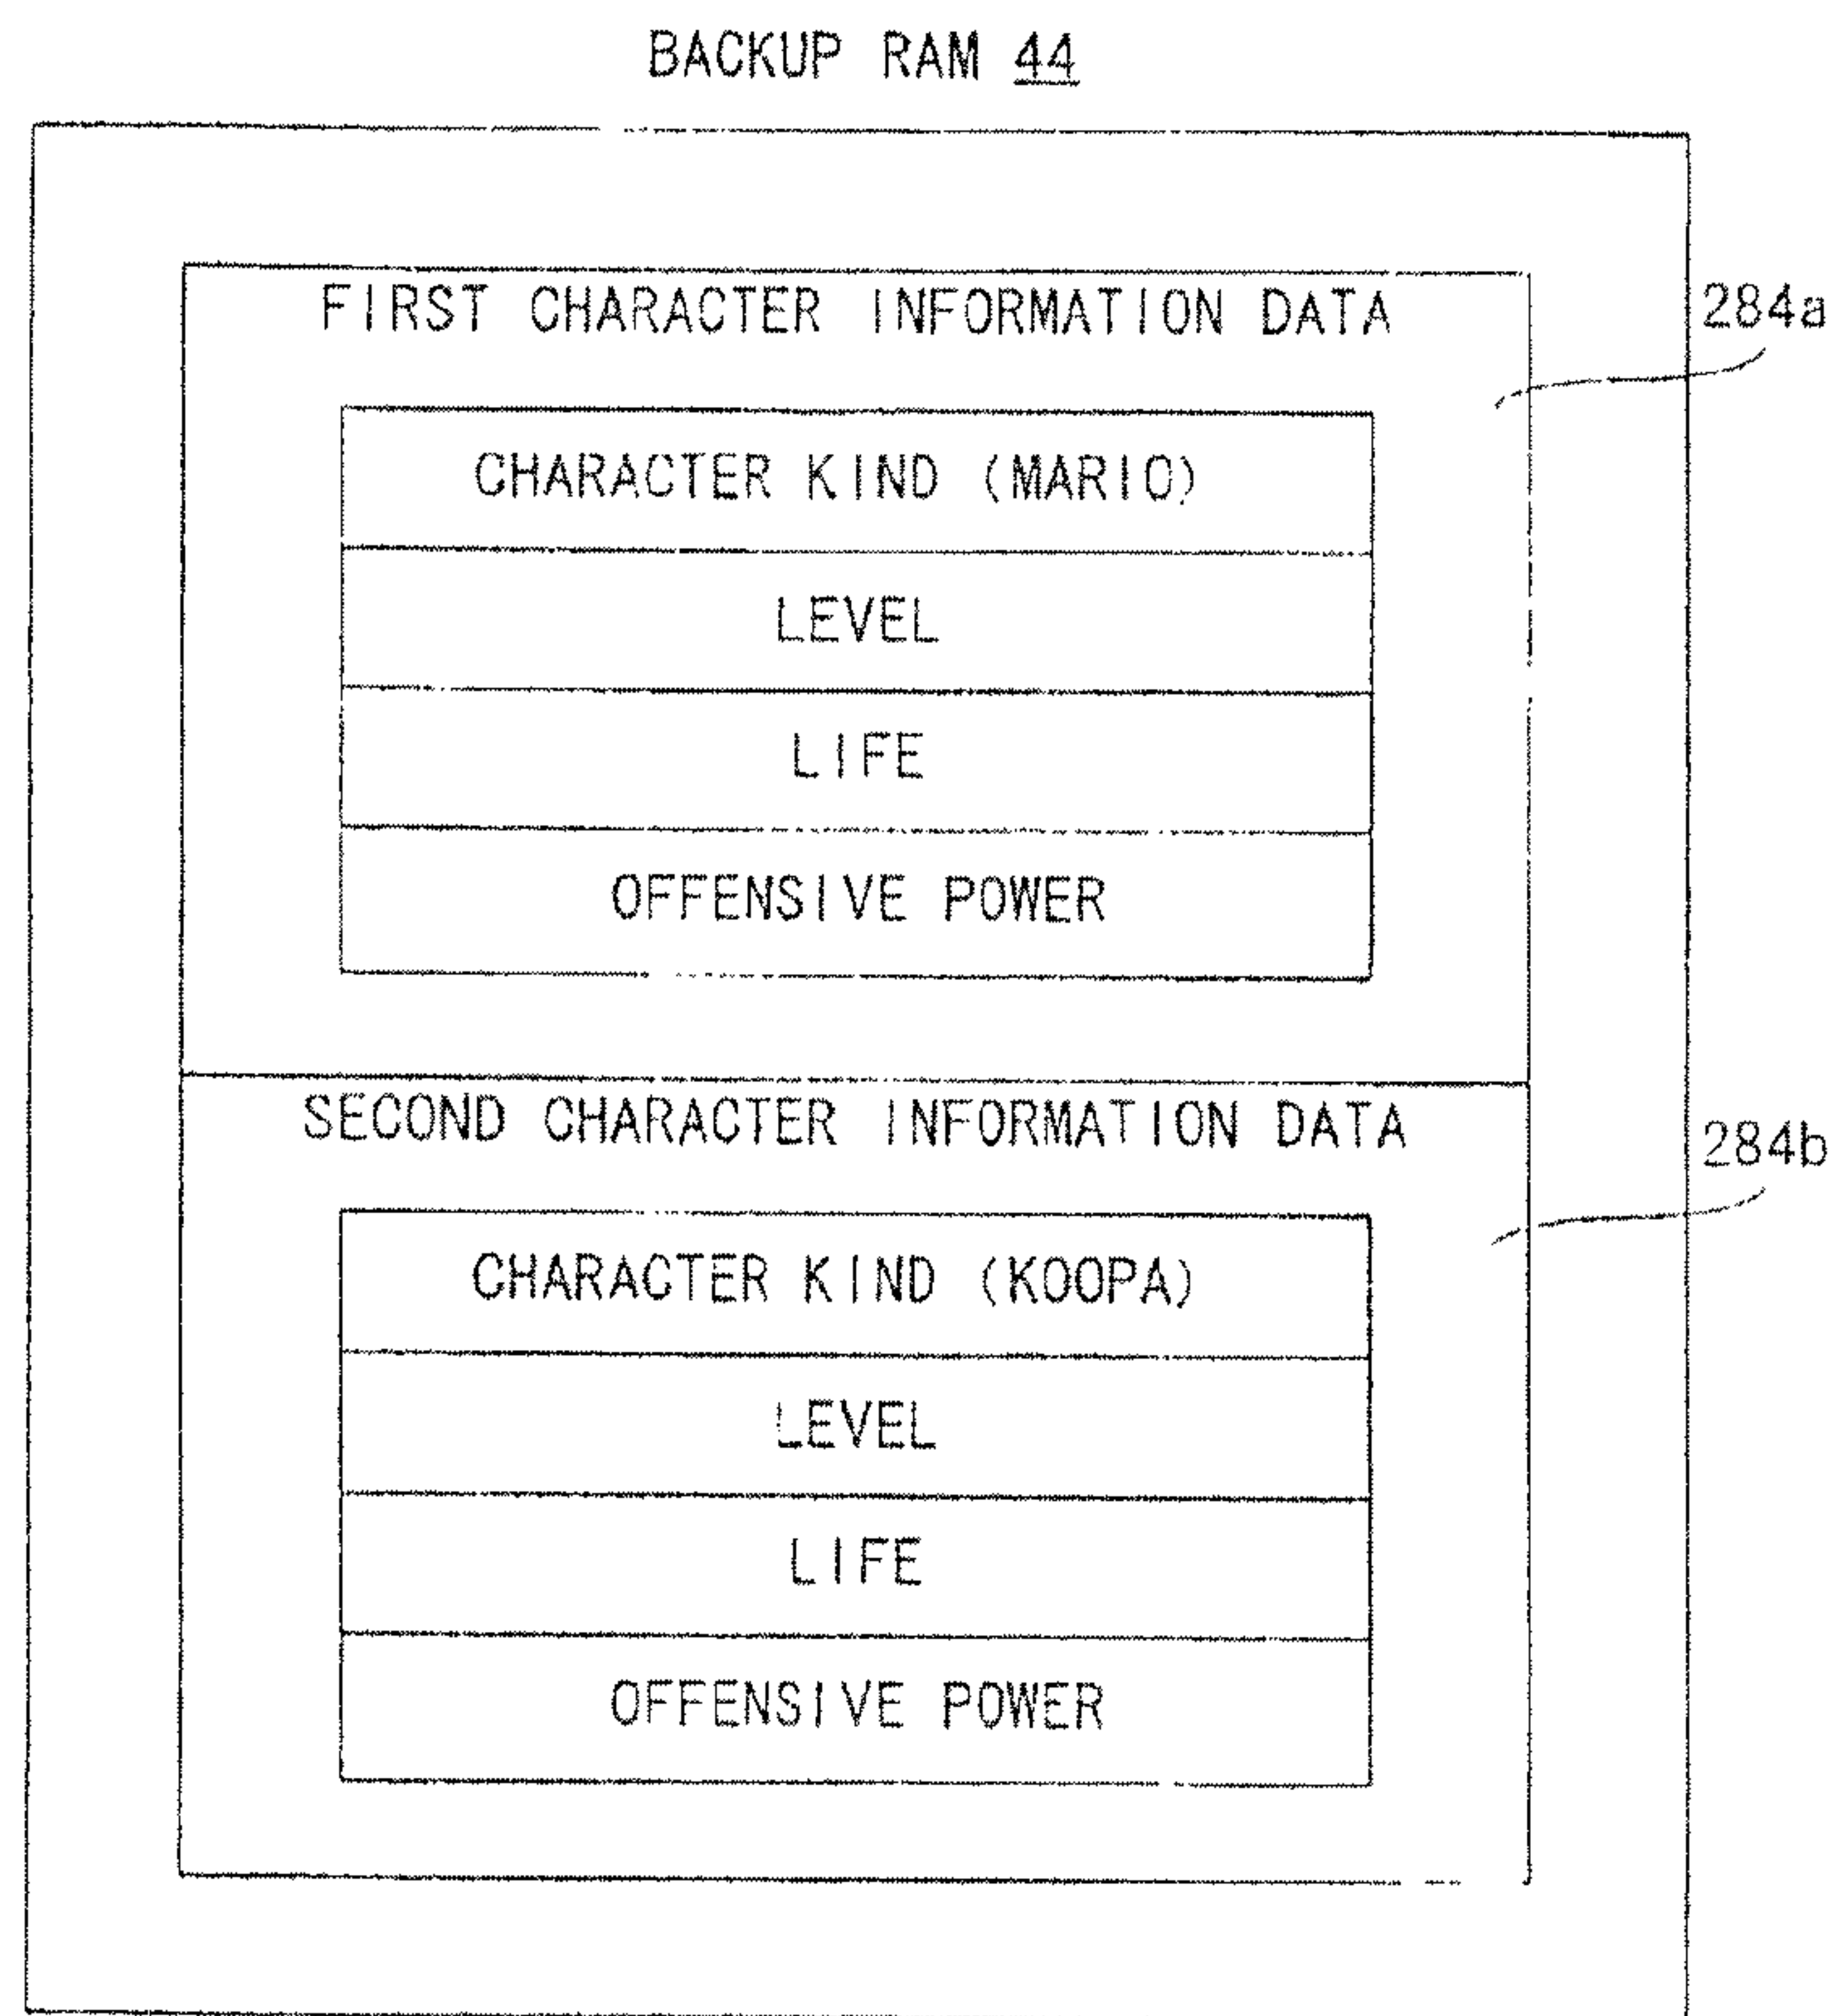 BACKUP RAM 44
FIRST CHARACTER INFORMATION DATA
284a
CHARACTER KIND (MARIO)
LEVEL
LIFE
OFFENSIVE POWER
SECOND CHARACTER INFORMATION DATA
284b
CHARACTER KIND (KOOPA)
LEVEL
LIFE
OFFENSIVE POWER